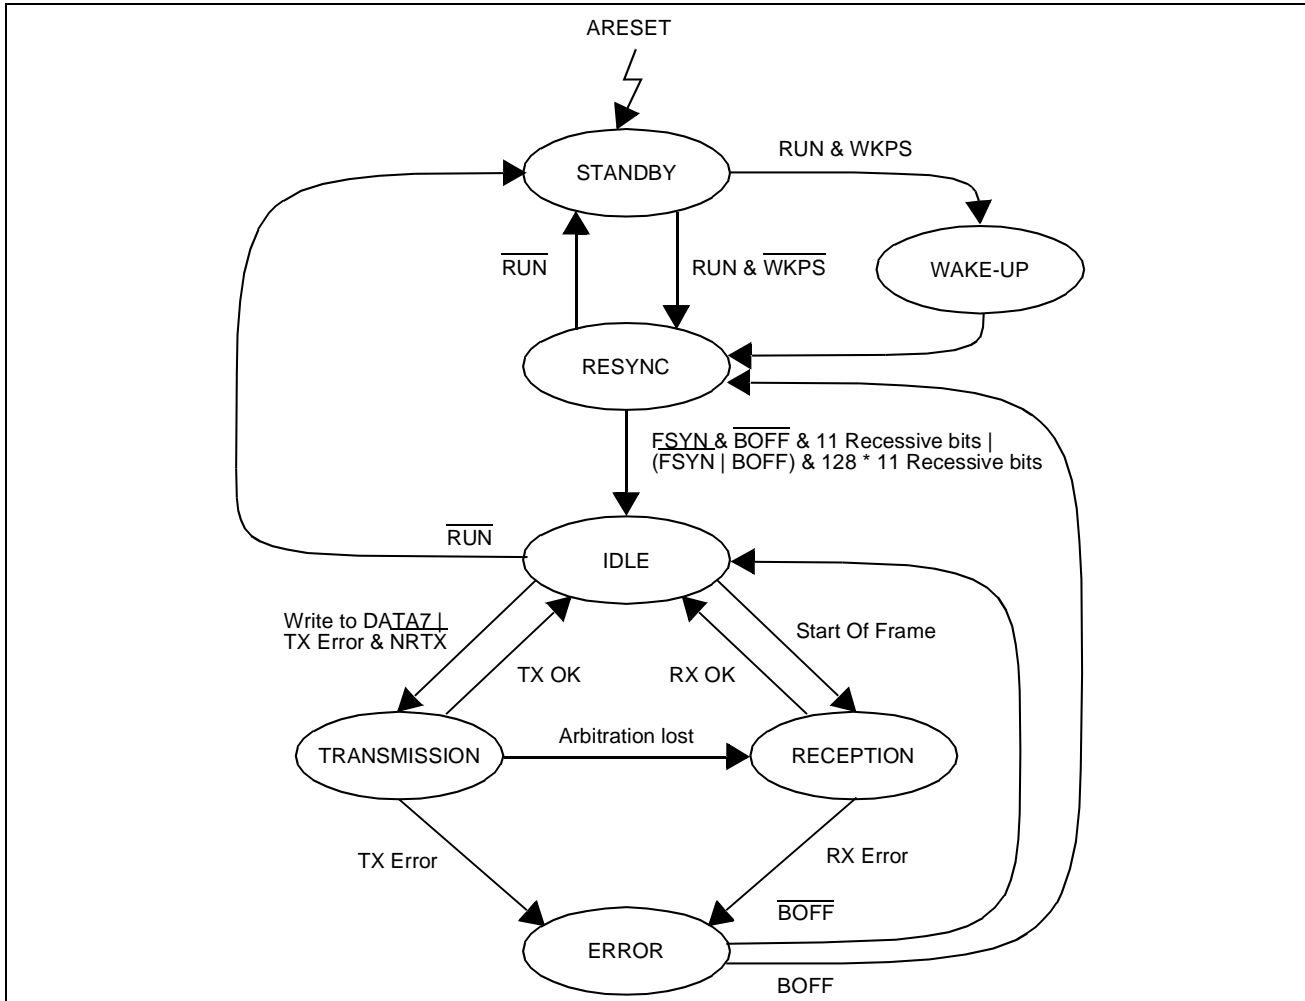 ARESET
STANDBY
RUN & WKPS
WAKE-UP
RUN
RUN & WKPS
RESYNC
FSYN & BOFF & 11 Recessive bits |
(FSYN | BOFF) & 128 * 11 Recessive bits
RUN
IDLE
Write to DATA7 |
TX Error & NRTX
Start Of Frame
TX OK
RX OK
Arbitration lost
TRANSMISSION
RECEPTION
TX Error
RX Error
BOFF
ERROR
BOFF